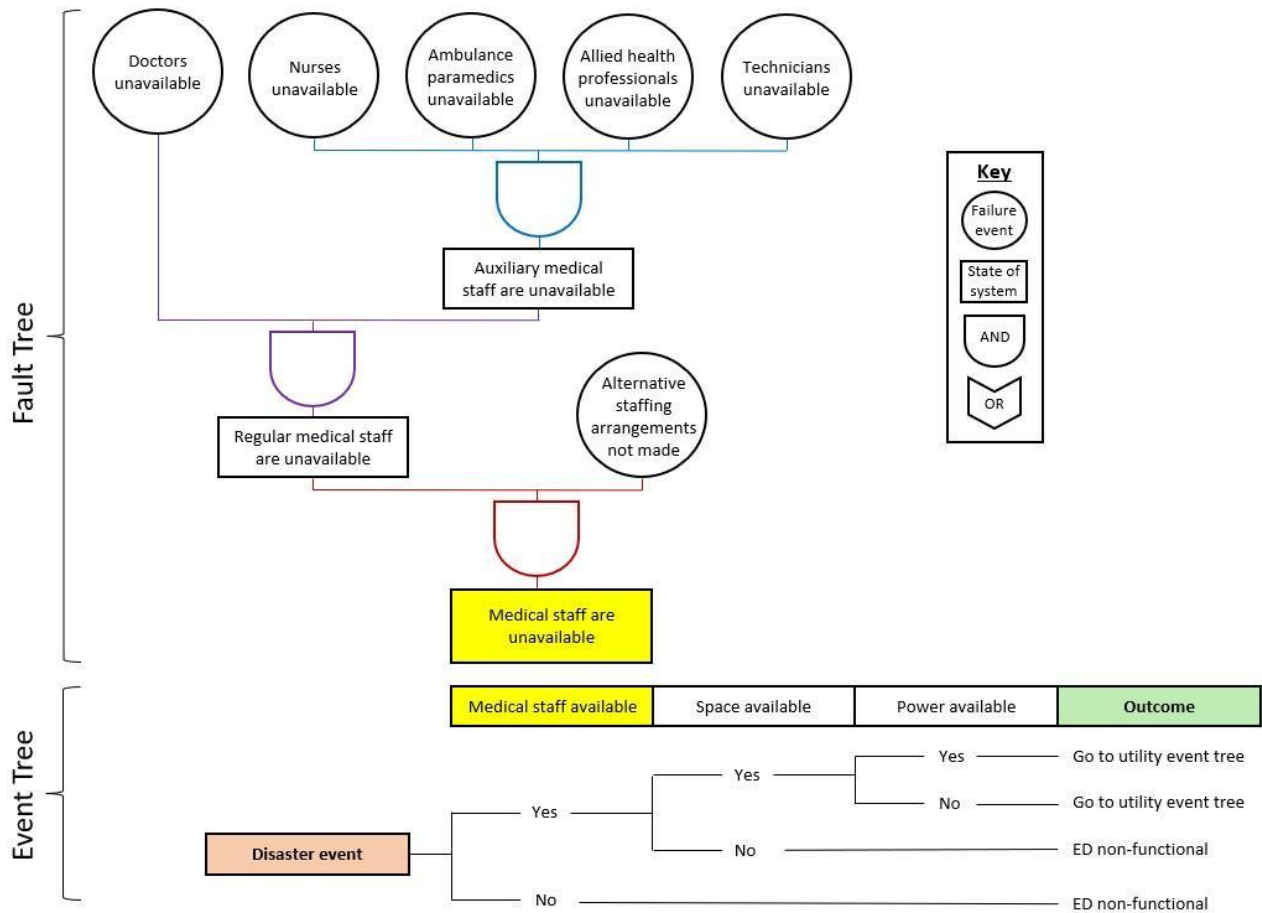 Fault Tree
Doctors
unavailable
Nurses
unavailable
Ambulance
paramedics
unavailable
Allied health
professionals
unavailable
Technicians
unavailable
Auxiliary medical
staff are unavailable
Regular medical staff
are unavailable
Alternative
staffing
arrangements
not made
Medical staff are
unavailable
Key
Failure
event
State of
system
AND
OR
Event Tree
Medical staff available
Space available
Power available
Outcome
Disaster event
Yes
Yes
Yes
Go to utility event tree
No
Go to utility event tree
No
ED non-functional
No
ED non-functional